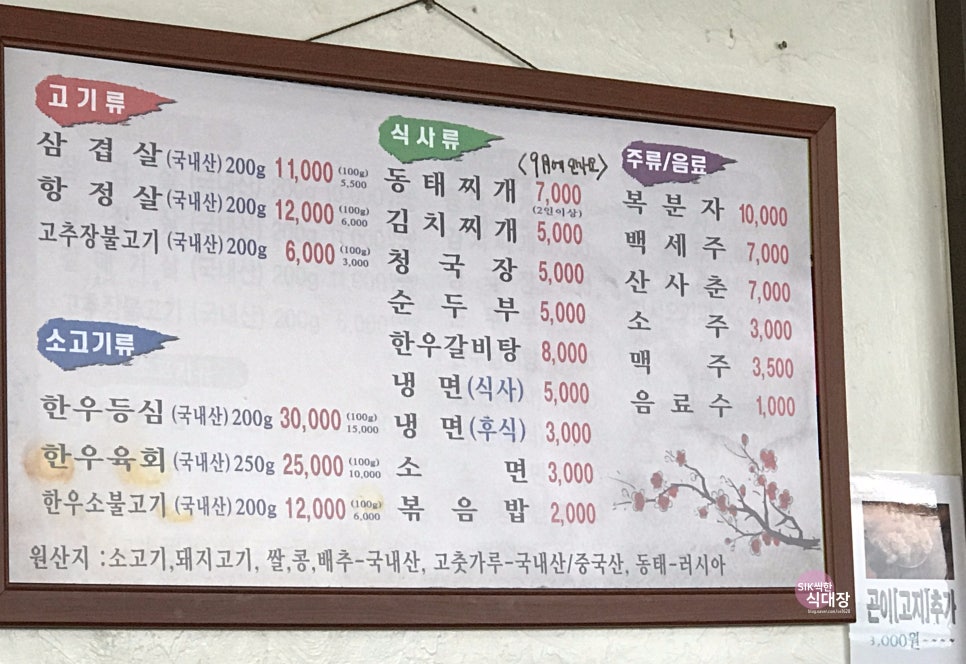 고기류
삼겹살 (국내산) 200g 11,000 (100g) 5,500
항정살 (국내산) 200g 12,000 (100g) 6,000
고추장불고기 (국내산) 200g 6,000 (100g) 3,000
소고기류
한우등심 (국내산) 200g 30,000 (100g) 15,000
한우육회 (국내산) 250g 25,000 (100g) 10,000
한우소불고기 (국내산) 200g 12,000 (100g) 6,000
식사류
동태찌개 7,000 (2인이상)
김치찌개 5,000
청국장 5,000
순두부 5,000
한우갈비탕 8,000
냉면(식사) 5,000
냉면(후식) 3,000
소면 3,000
볶음밥 2,000
주류/음료
복분자 10,000
백세주 7,000
산사춘 7,000
소주 3,000
맥주 3,500
음료수 1,000
원산지 :소고기,돼지고기, 쌀,콩,배추-국내산, 고춧가루-국내산/중국산, 동태-러시아
SIK씩한
식대장
곤이[고지]추가
3,000원~~~~